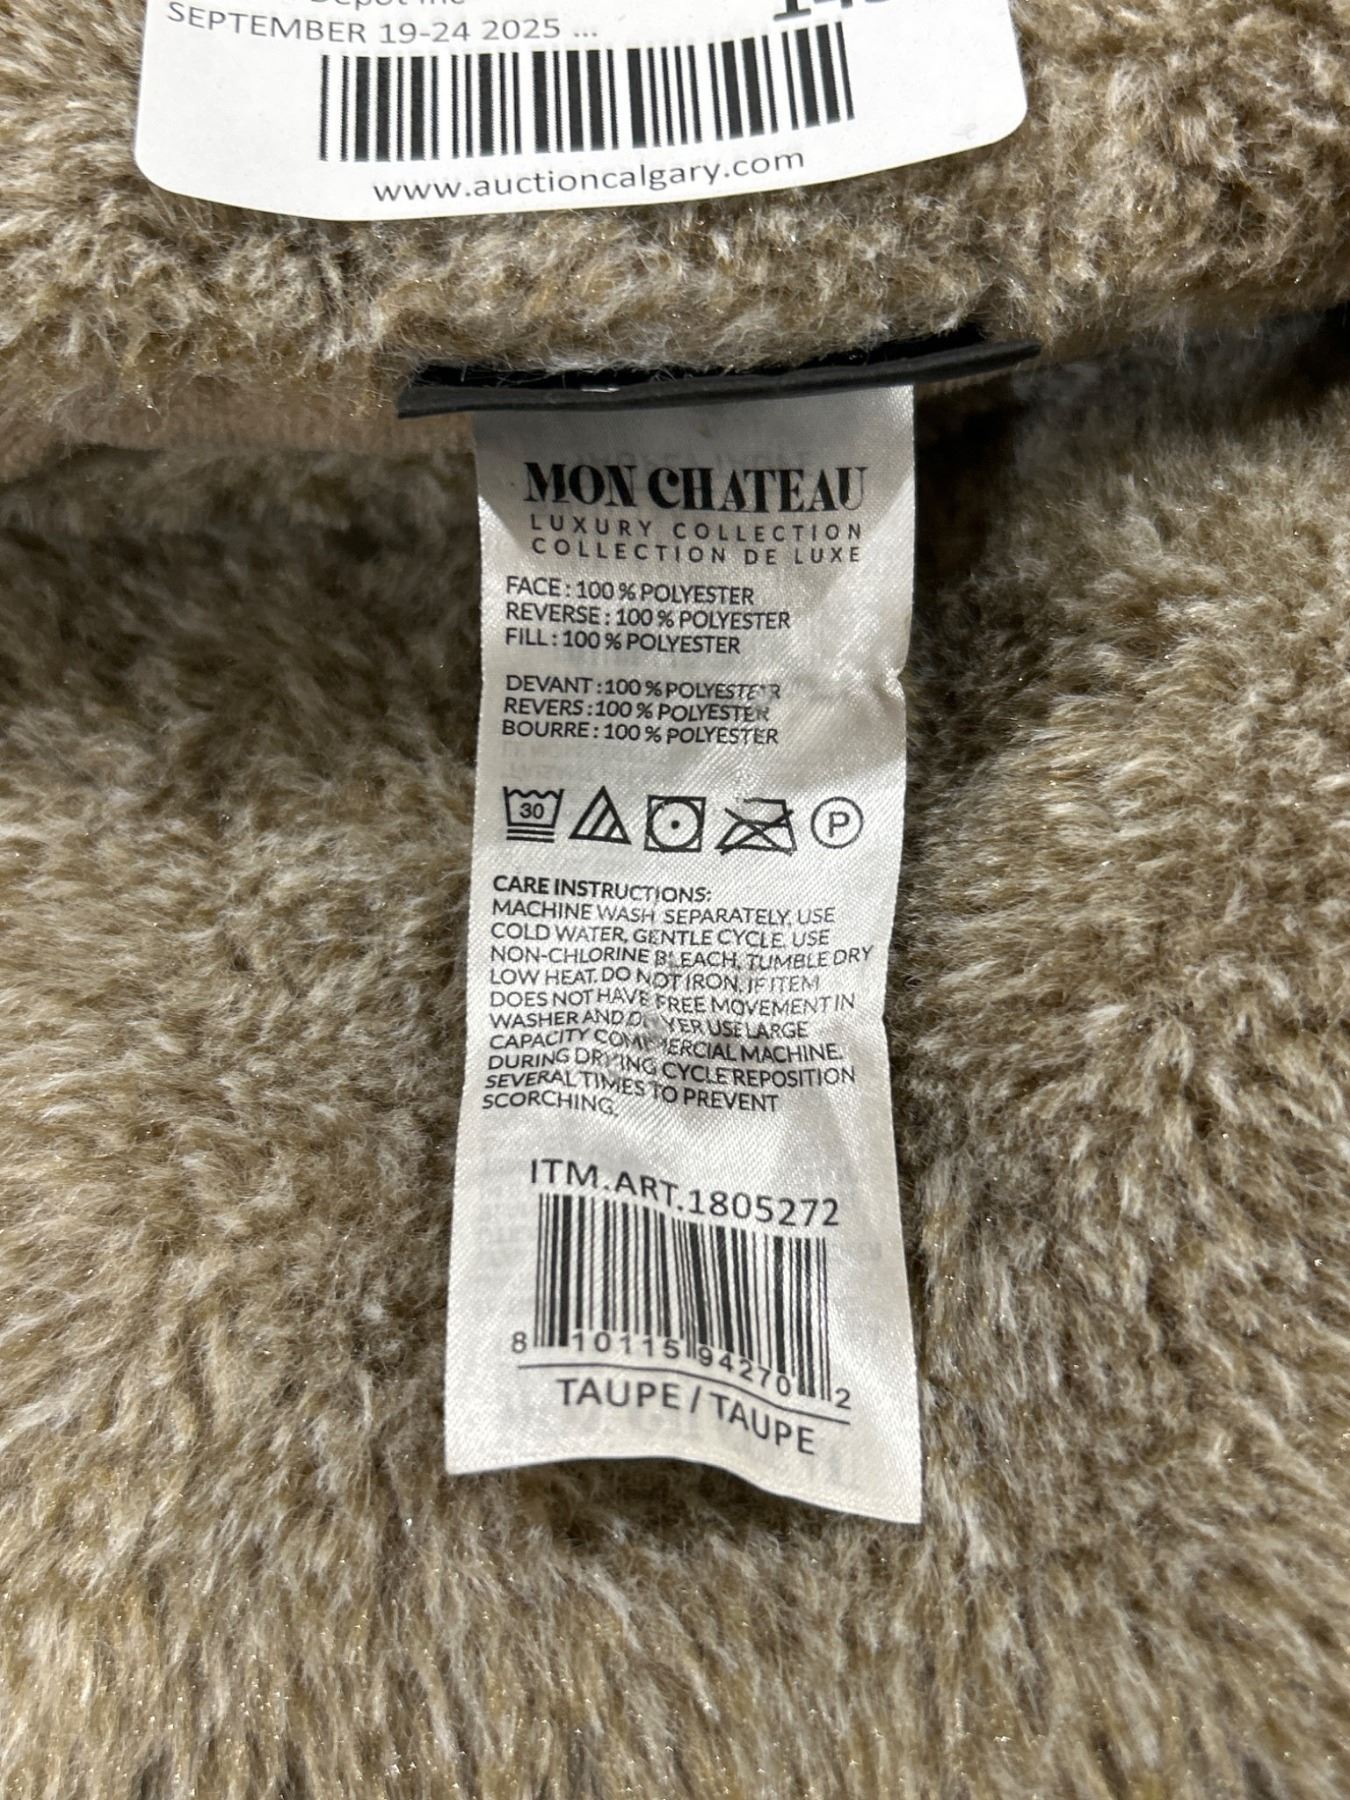 Depot Inc
SEPTEMBER 19-24 2025 ...
www.auctioncalgary.com
MON CHATEAU
LUXURY COLLECTION
COLLECTION DE LUXE
FACE : 100 % POLYESTER
REVERSE : 100 % POLYESTER
FILL : 100 % POLYESTER
DEVANT : 100 % POLYESTER
REVERS : 100 % POLYESTER
BOURRE : 100 % POLYESTER
30
P
CARE INSTRUCTIONS:
MACHINE WASH SEPARATELY, USE
COLD WATER, GENTLE CYCLE, USE
NON-CHLORINE BLEACH, TUMBLE DRY
LOW HEAT. DO NOT IRON, IF ITEM
DOES NOT HAVE FREE MOVEMENT IN
WASHER AND DRYER USE LARGE
CAPACITY COMMERCIAL MACHINE.
DURING DRYING CYCLE REPOSITION
SEVERAL TIMES TO PREVENT
SCORCHING.
ITM.ART.1805272
8 10115 94270 2
TAUPE / TAUPE